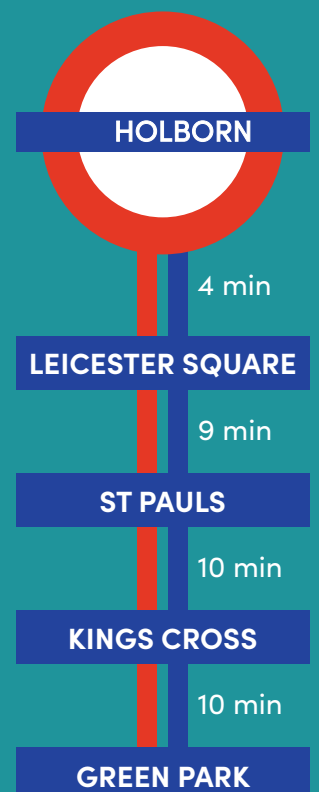 HOLBORN
4 min
LEICESTER SQUARE
9 min
ST PAULS
10 min
KINGS CROSS
10 min
GREEN PARK